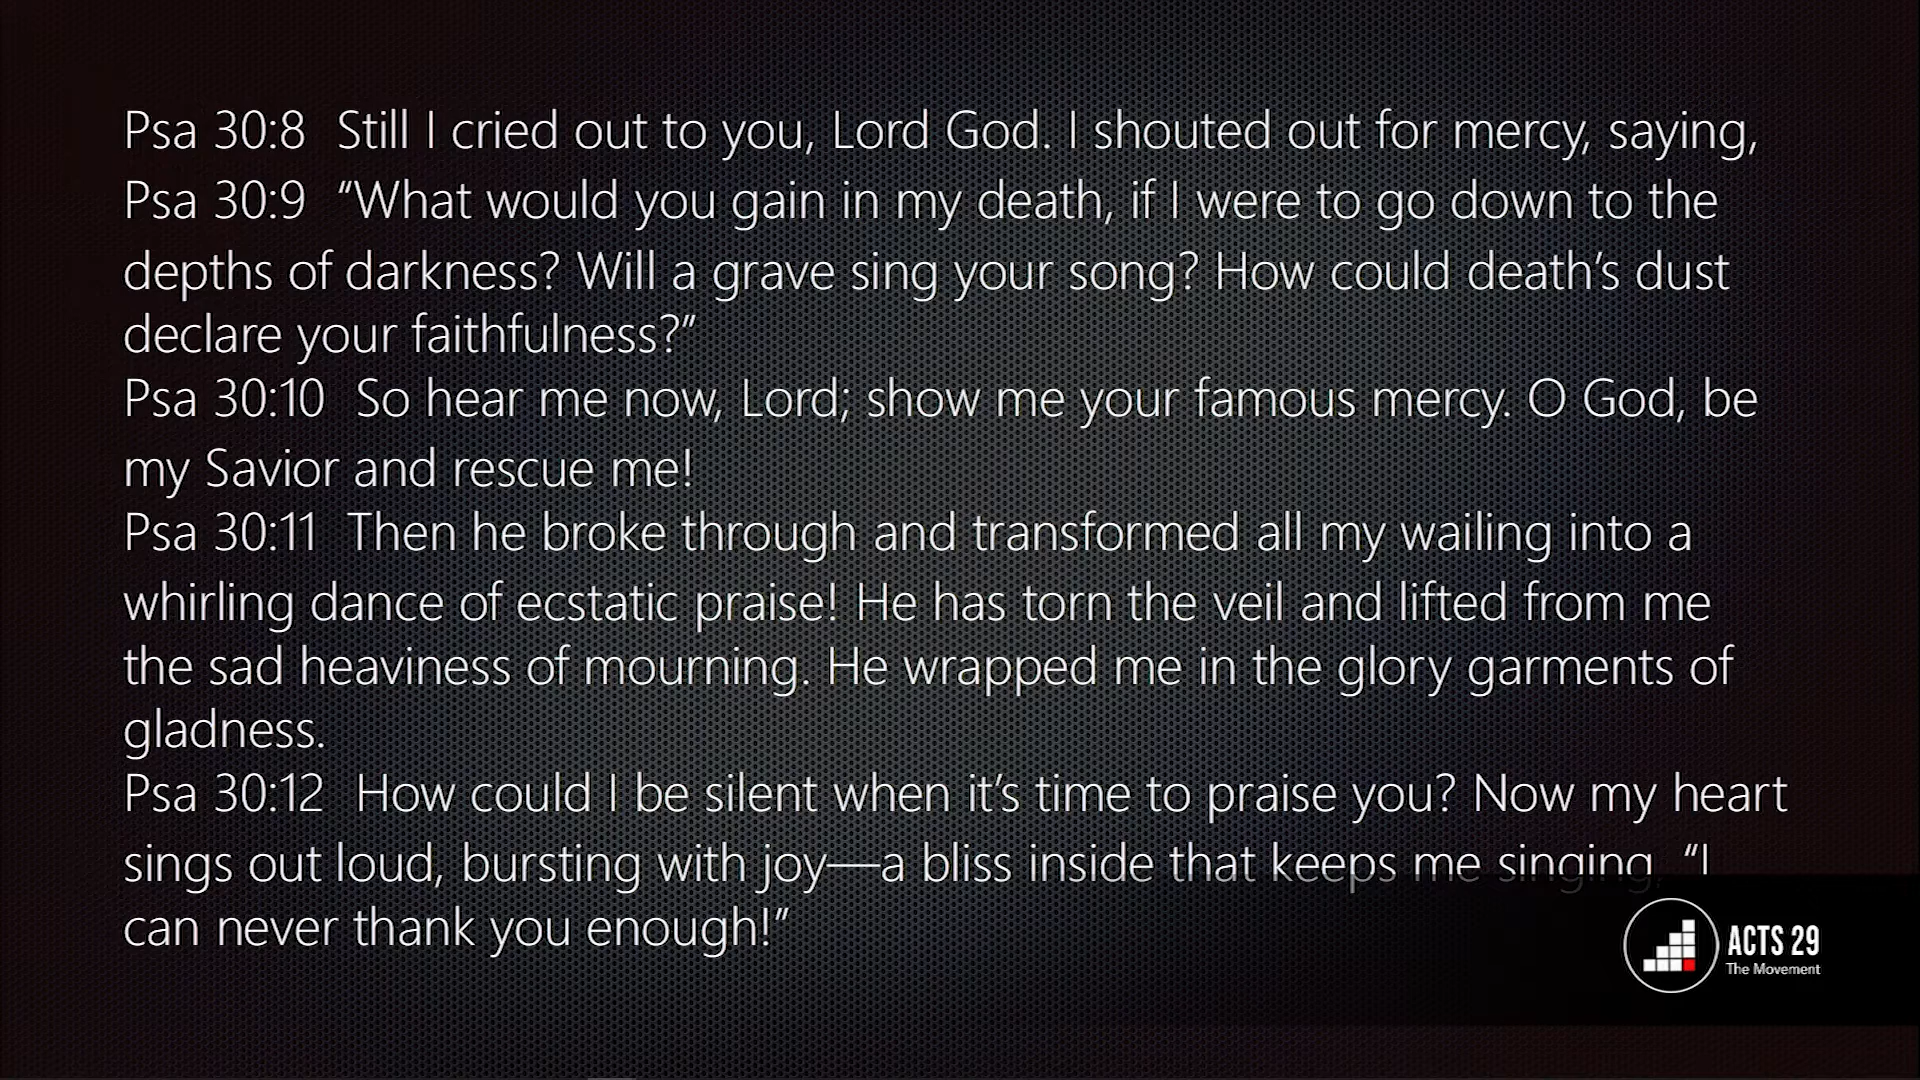 Psa 30:8  Still I cried out to you, Lord God. I shouted out for mercy, saying,
Psa 30:9  “What would you gain in my death, if I were to go down to the
depths of darkness? Will a grave sing your song? How could death’s dust
declare your faithfulness?”
Psa 30:10  So hear me now, Lord; show me your famous mercy. O God, be
my Savior and rescue me!
Psa 30:11  Then he broke through and transformed all my wailing into a
whirling dance of ecstatic praise! He has torn the veil and lifted from me
the sad heaviness of mourning. He wrapped me in the glory garments of
gladness.
Psa 30:12  How could I be silent when it’s time to praise you? Now my heart
sings out loud, bursting with joy—a bliss inside that keeps me singing, “I
can never thank you enough!”
ACTS 29
The Movement